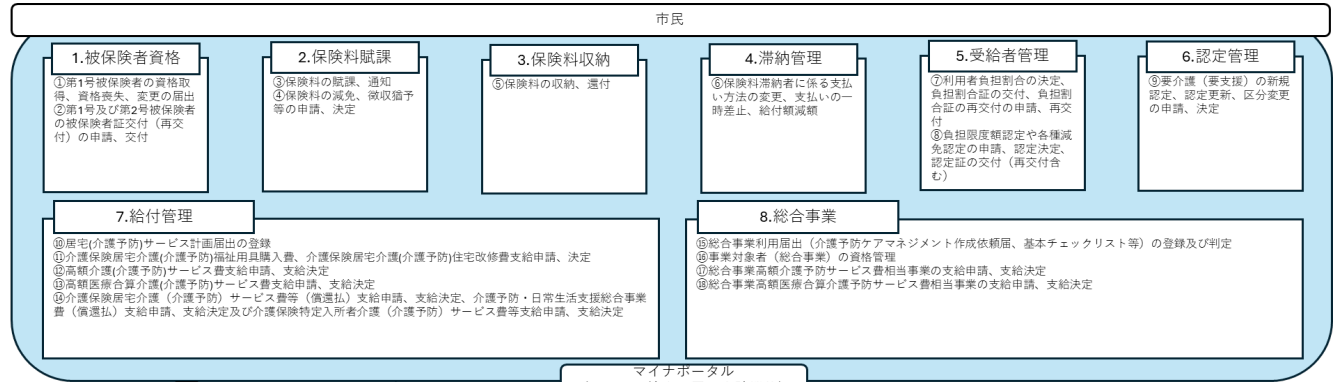 市民
1.被保険者資格
①第1号被保険者の資格取
得、資格喪失、変更の届出
②第1号及び第2号被保険者
の被保険者証交付（再交
付）の申請、交付
2.保険料賦課
③保険料の賦課、通知
④保険料の減免、徴収猶予
等の申請、決定
3.保険料収納
⑤保険料の収納、還付
4.滞納管理
⑥保険料滞納者に係る支払
い方法の変更、支払いの一
時差止、給付額減額
5.受給者管理
⑦利用者負担割合の決定、
負担割合証の交付、負担割
合証の再交付の申請、再交
付
⑧負担限度額認定や各種減
免認定の申請、認定決定、
認定証の交付（再交付含
む）
6.認定管理
⑨要介護（要支援）の新規
認定、認定更新、区分変更
の申請、決定
7.給付管理
⑩居宅(介護予防)サービス計画届出の登録
⑪介護保険居宅介護(介護予防)福祉用具購入費、介護保険居宅介護(介護予防)住宅改修費支給申請、決定
⑫高額介護(介護予防)サービス費支給申請、支給決定
⑬高額医療合算介護(介護予防)サービス費支給申請、支給決定
⑭介護保険居宅介護（介護予防）サービス費等（償還払）支給申請、支給決定、介護予防・日常生活支援総合事業
費（償還払）支給申請、支給決定及び介護保険特定入所者介護（介護予防）サービス費等支給申請、支給決定
8.総合事業
⑮総合事業利用届出（介護予防ケアマネジメント作成依頼届、基本チェックリスト等）の登録及び判定
⑯事業対象者（総合事業）の資格管理
⑰総合事業高額介護予防サービス費相当事業の支給申請、支給決定
⑱総合事業高額医療合算介護予防サービス費相当事業の支給申請、支給決定
マイナポータル